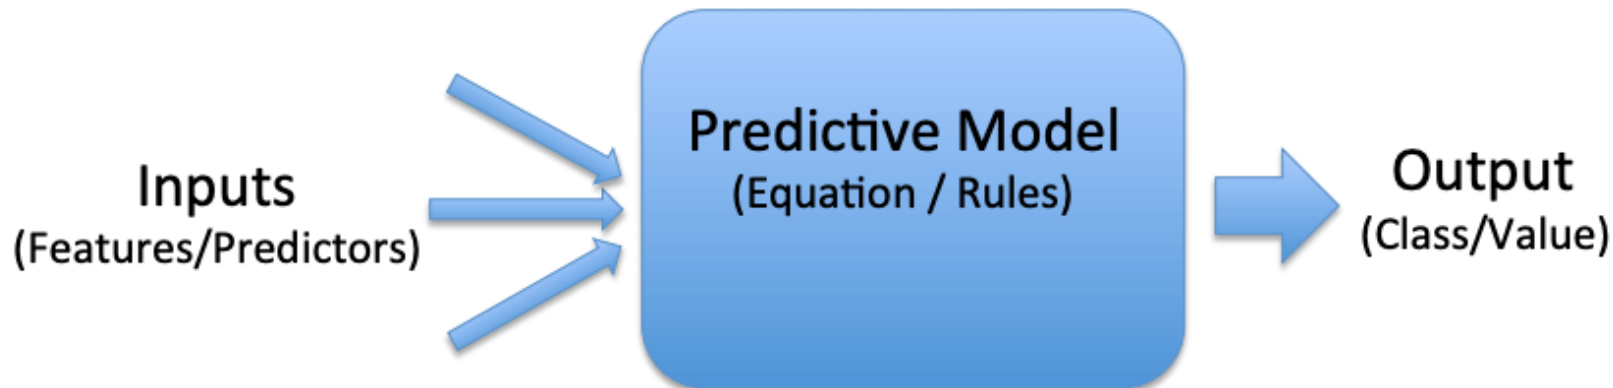 Inputs
(Features/Predictors)
Predictive Model
(Equation / Rules)
Output
(Class/Value)